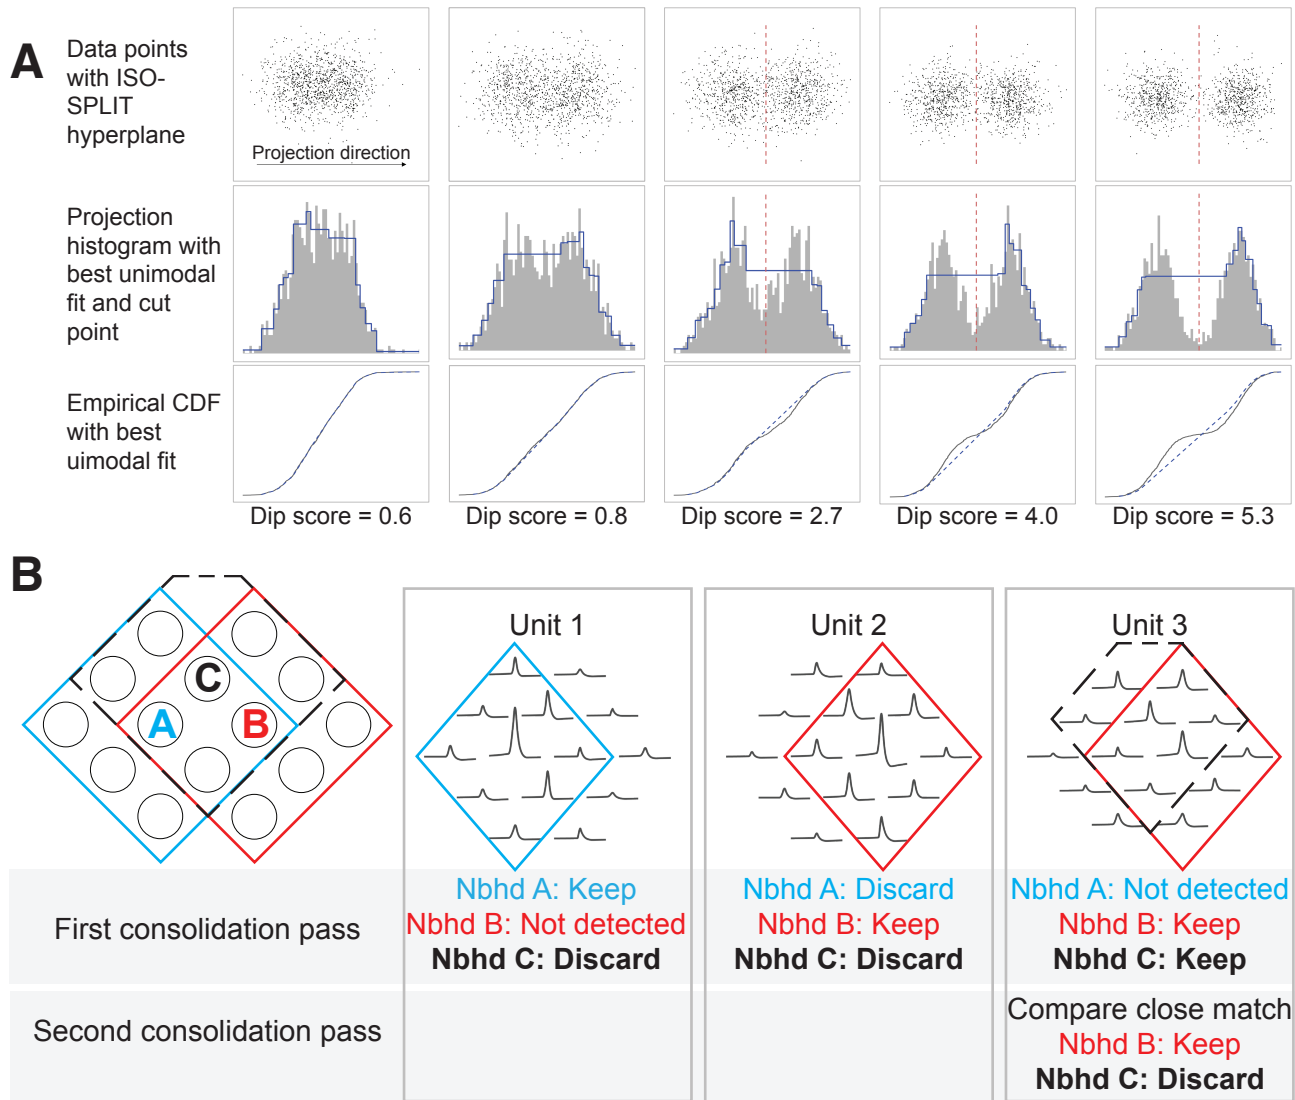 A
Data points
with ISO-
SPLIT
hyperplane
Projection direction
Projection
histogram with
best unimodal
fit and cut
point
Empirical CDF
with best
uimodal fit
Dip score = 0.6
Dip score = 0.8
Dip score = 2.7
Dip score = 4.0
Dip score = 5.3
B
C
A
B
Unit 1
Unit 2
Unit 3
First consolidation pass
Nbhd A: Keep
Nbhd B: Not detected
Nbhd C: Discard
Nbhd A: Discard
Nbhd B: Keep
Nbhd C: Discard
Nbhd A: Not detected
Nbhd B: Keep
Nbhd C: Keep
Second consolidation pass
Compare close match
Nbhd B: Keep
Nbhd C: Discard